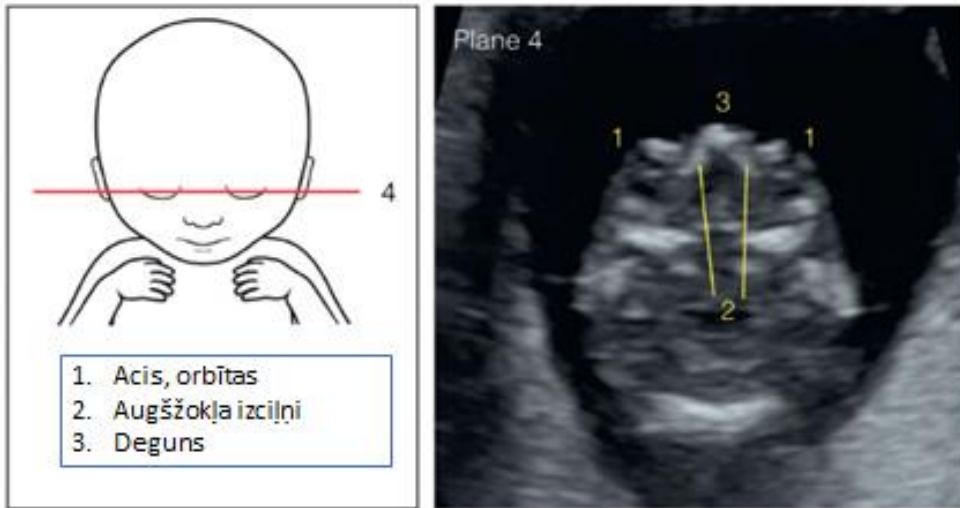 4
1. Acis, orbītas
2. Augšžokļa izciļņi
3. Deguns
Plane 4
3
1 1
2